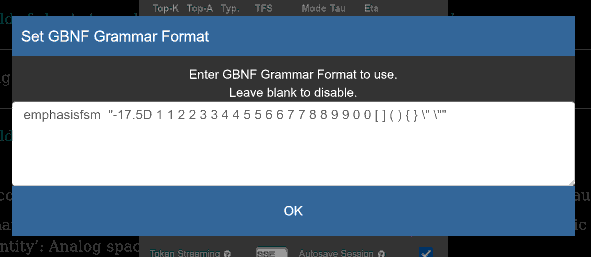 Top-K Top-A Typ. TFS Mode Tau Eta
Set GBNF Grammar Format
Enter GBNF Grammar Format to use.
Leave blank to disable.
emphasisfsm "-17.5D 1 1 2 2 3 3 4 4 5 5 6 6 7 7 8 8 9 9 0 0 [ ] ( ) { } \" \""
OK
ntity’: Analog spac
Token Streaming ? SSE Autosave Session ?